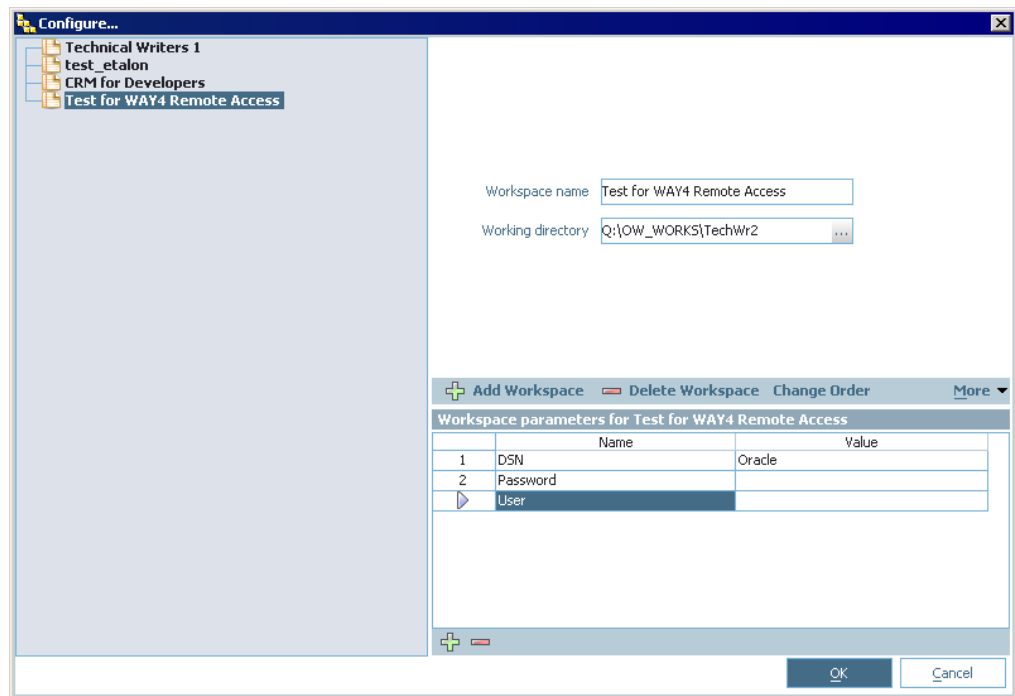 Configure...
Technical Writers 1
test_etalon
CRM for Developers
Test for WAY4 Remote Access
Workspace name Test for WAY4 Remote Access
Working directory Q:\OW_WORKS\TechWr2 ...
Add Workspace Delete Workspace Change Order More
Workspace parameters for Test for WAY4 Remote Access
Name Value
1 DSN Oracle
2 Password
User
OK Cancel